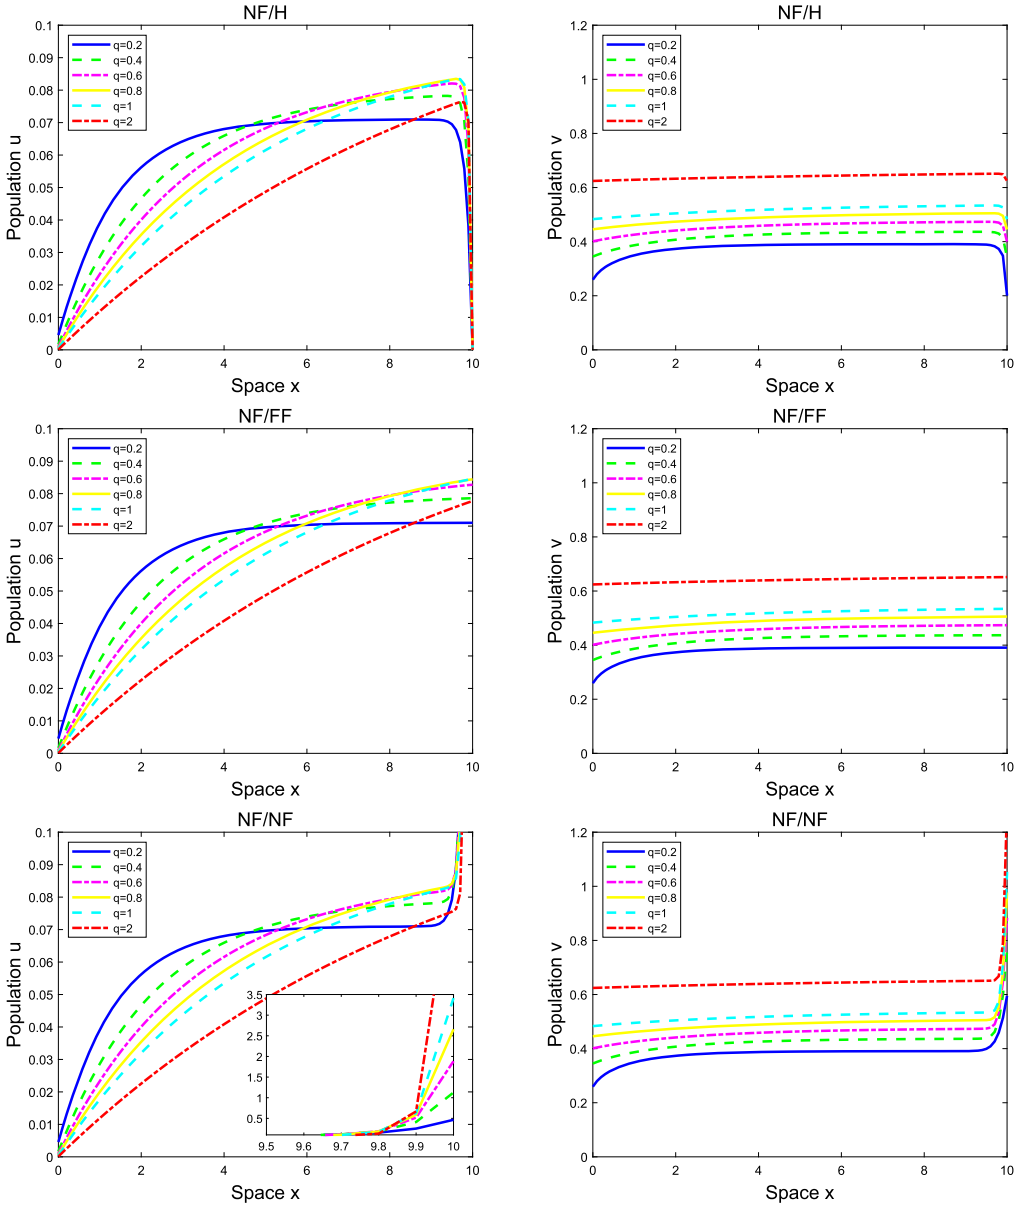 NF/H
0.1
0.09
0.08
0.07
0.06
0.05
0.04
0.03
0.02
0.01
0
Population u
q=0.2
q=0.4
q=0.6
q=0.8
q=1
q=2
0 2 4 6 8 10
Space x
NF/H
1.2
1
0.8
0.6
0.4
0.2
0
Population v
q=0.2
q=0.4
q=0.6
q=0.8
q=1
q=2
0 2 4 6 8 10
Space x
NF/FF
0.1
0.09
0.08
0.07
0.06
0.05
0.04
0.03
0.02
0.01
0
Population u
q=0.2
q=0.4
q=0.6
q=0.8
q=1
q=2
0 2 4 6 8 10
Space x
NF/FF
1.2
1
0.8
0.6
0.4
0.2
0
Population v
q=0.2
q=0.4
q=0.6
q=0.8
q=1
q=2
0 2 4 6 8 10
Space x
NF/NF
0.1
0.09
0.08
0.07
0.06
0.05
0.04
0.03
0.02
0.01
0
Population u
q=0.2
q=0.4
q=0.6
q=0.8
q=1
q=2
3.5
3
2.5
2
1.5
1
0.5
9.5 9.6 9.7 9.8 9.9 10
0 2 4 6 8 10
Space x
NF/NF
1.2
1
0.8
0.6
0.4
0.2
0
Population v
q=0.2
q=0.4
q=0.6
q=0.8
q=1
q=2
0 2 4 6 8 10
Space x